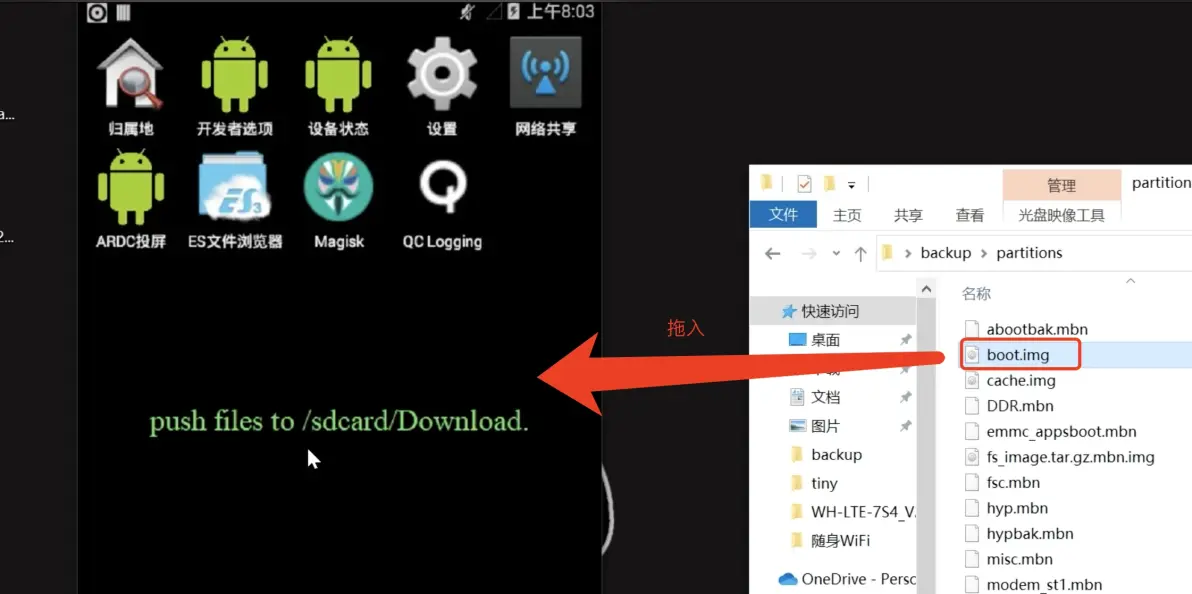 上午8:03
归属地
开发者选项
设备状态
设置
网络共享
ARDC投屏
ES文件浏览器
Magisk
QC Logging
push files to /sdcard/Download.
拖入
a...
2...
管理
partition
文件
主页
共享
查看
光盘映像工具
backup
partitions
快速访问
桌面
文档
图片
backup
tiny
WH-LTE-7S4_V.
随身WiFi
OneDrive - Perso
名称
abootbak.mbn
boot.img
cache.img
DDR.mbn
emmc_appsboot.mbn
fs_image.tar.gz.mbn.img
fsc.mbn
hyp.mbn
hypbak.mbn
misc.mbn
modem_st1.mbn